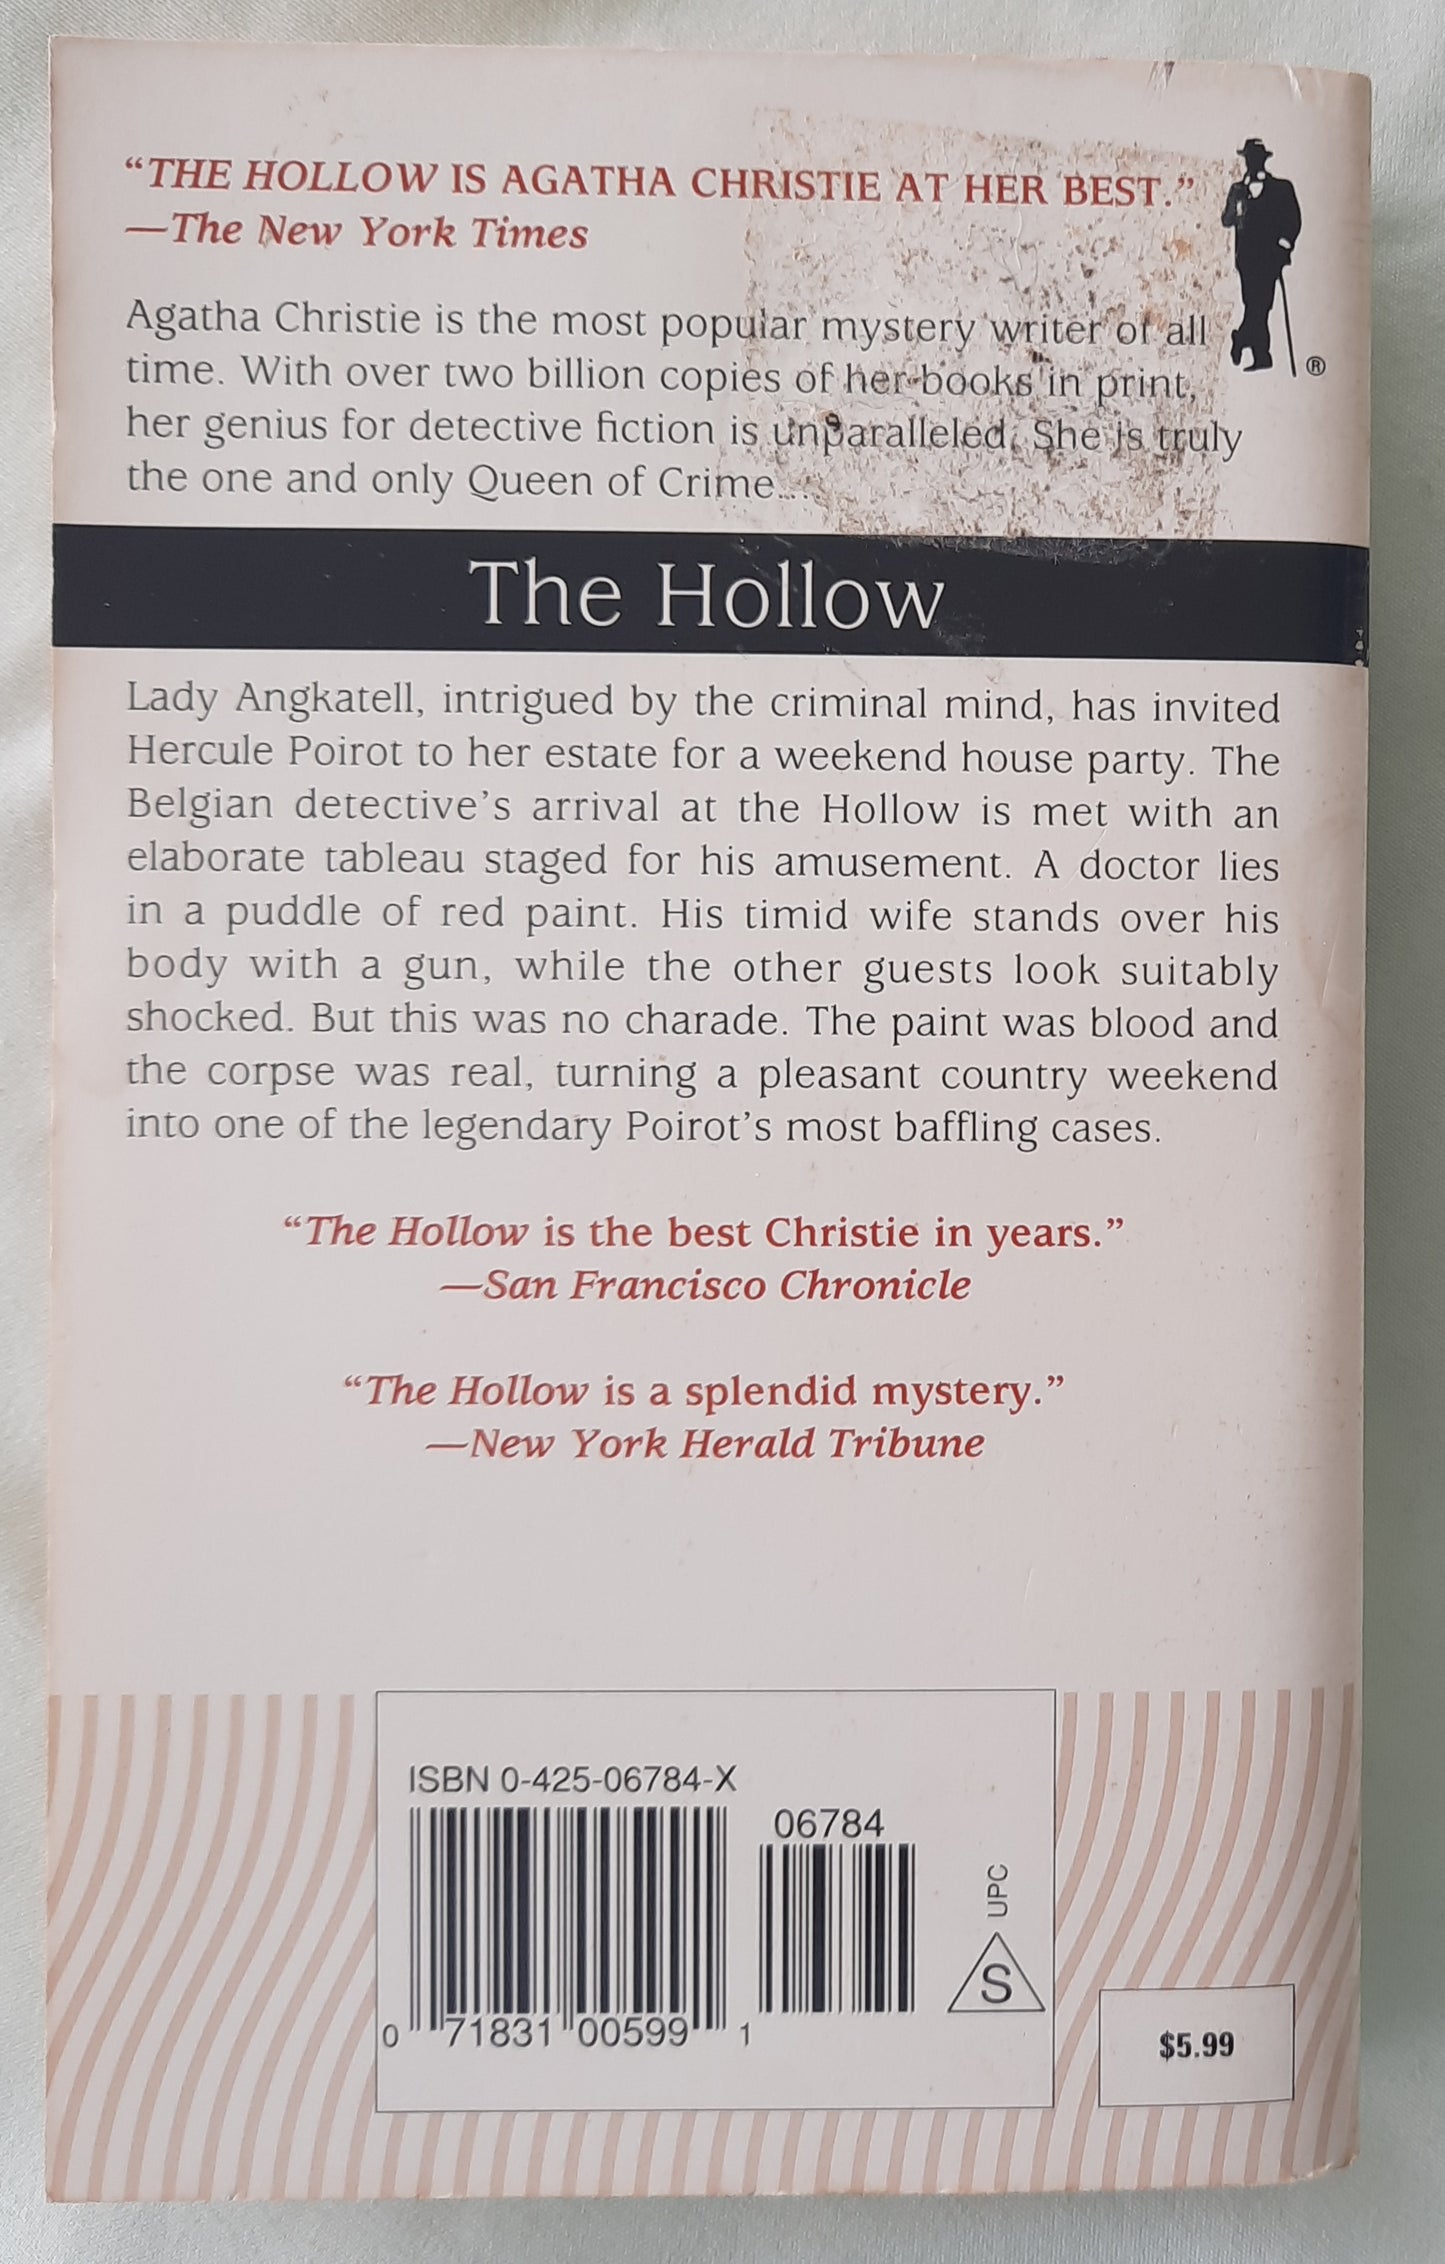 “THE HOLLOW IS AGATHA CHRISTIE AT HER BEST.”
—The New York Times
Agatha Christie is the most popular mystery writer of all
time. With over two billion copies of her books in print,
her genius for detective fiction is unparalleled. She is truly
the one and only Queen of Crime...
®
The Hollow
Lady Angkatell, intrigued by the criminal mind, has invited
Hercule Poirot to her estate for a weekend house party. The
Belgian detective’s arrival at the Hollow is met with an
elaborate tableau staged for his amusement. A doctor lies
in a puddle of red paint. His timid wife stands over his
body with a gun, while the other guests look suitably
shocked. But this was no charade. The paint was blood and
the corpse was real, turning a pleasant country weekend
into one of the legendary Poirot’s most baffling cases.
“The Hollow is the best Christie in years.”
—San Francisco Chronicle
“The Hollow is a splendid mystery.”
—New York Herald Tribune
ISBN 0-425-06784-X
06784
UPC
S
0 71831 00599 1
$5.99